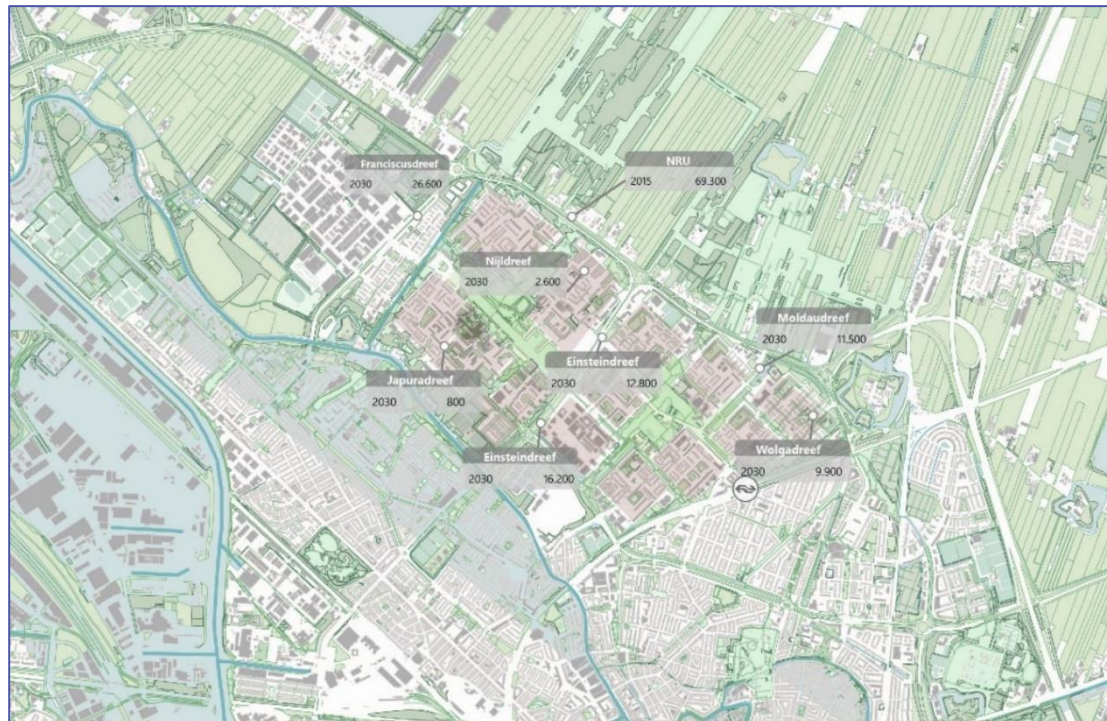 Franciscusdreef
2030 26.600
NRU
2015 69.300
Nijldreef
2030 2.600
Moldaudreef
2030 11.500
Einsteindreef
2030 12.800
Japuradreef
2030 800
Einsteindreef
2030 16.200
Wolgadreef
2030 9.900